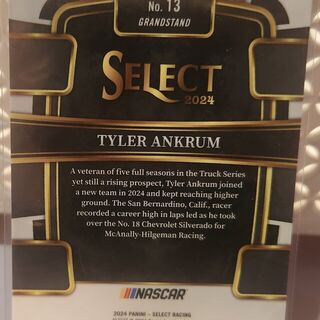 No. 13
GRANDSTAND
SELECT
2024
TYLER ANKRUM
A veteran of five full seasons in the Truck Series
yet still a rising prospect, Tyler Ankrum joined
a new team in 2024 and kept reaching higher
ground. The San Bernardino, Calif., racer
recorded a career high in laps led as he took
over the No. 18 Chevrolet Silverado for
McAnally-Hilgeman Racing.
NASCAR
2024 PANINI – SELECT RACING